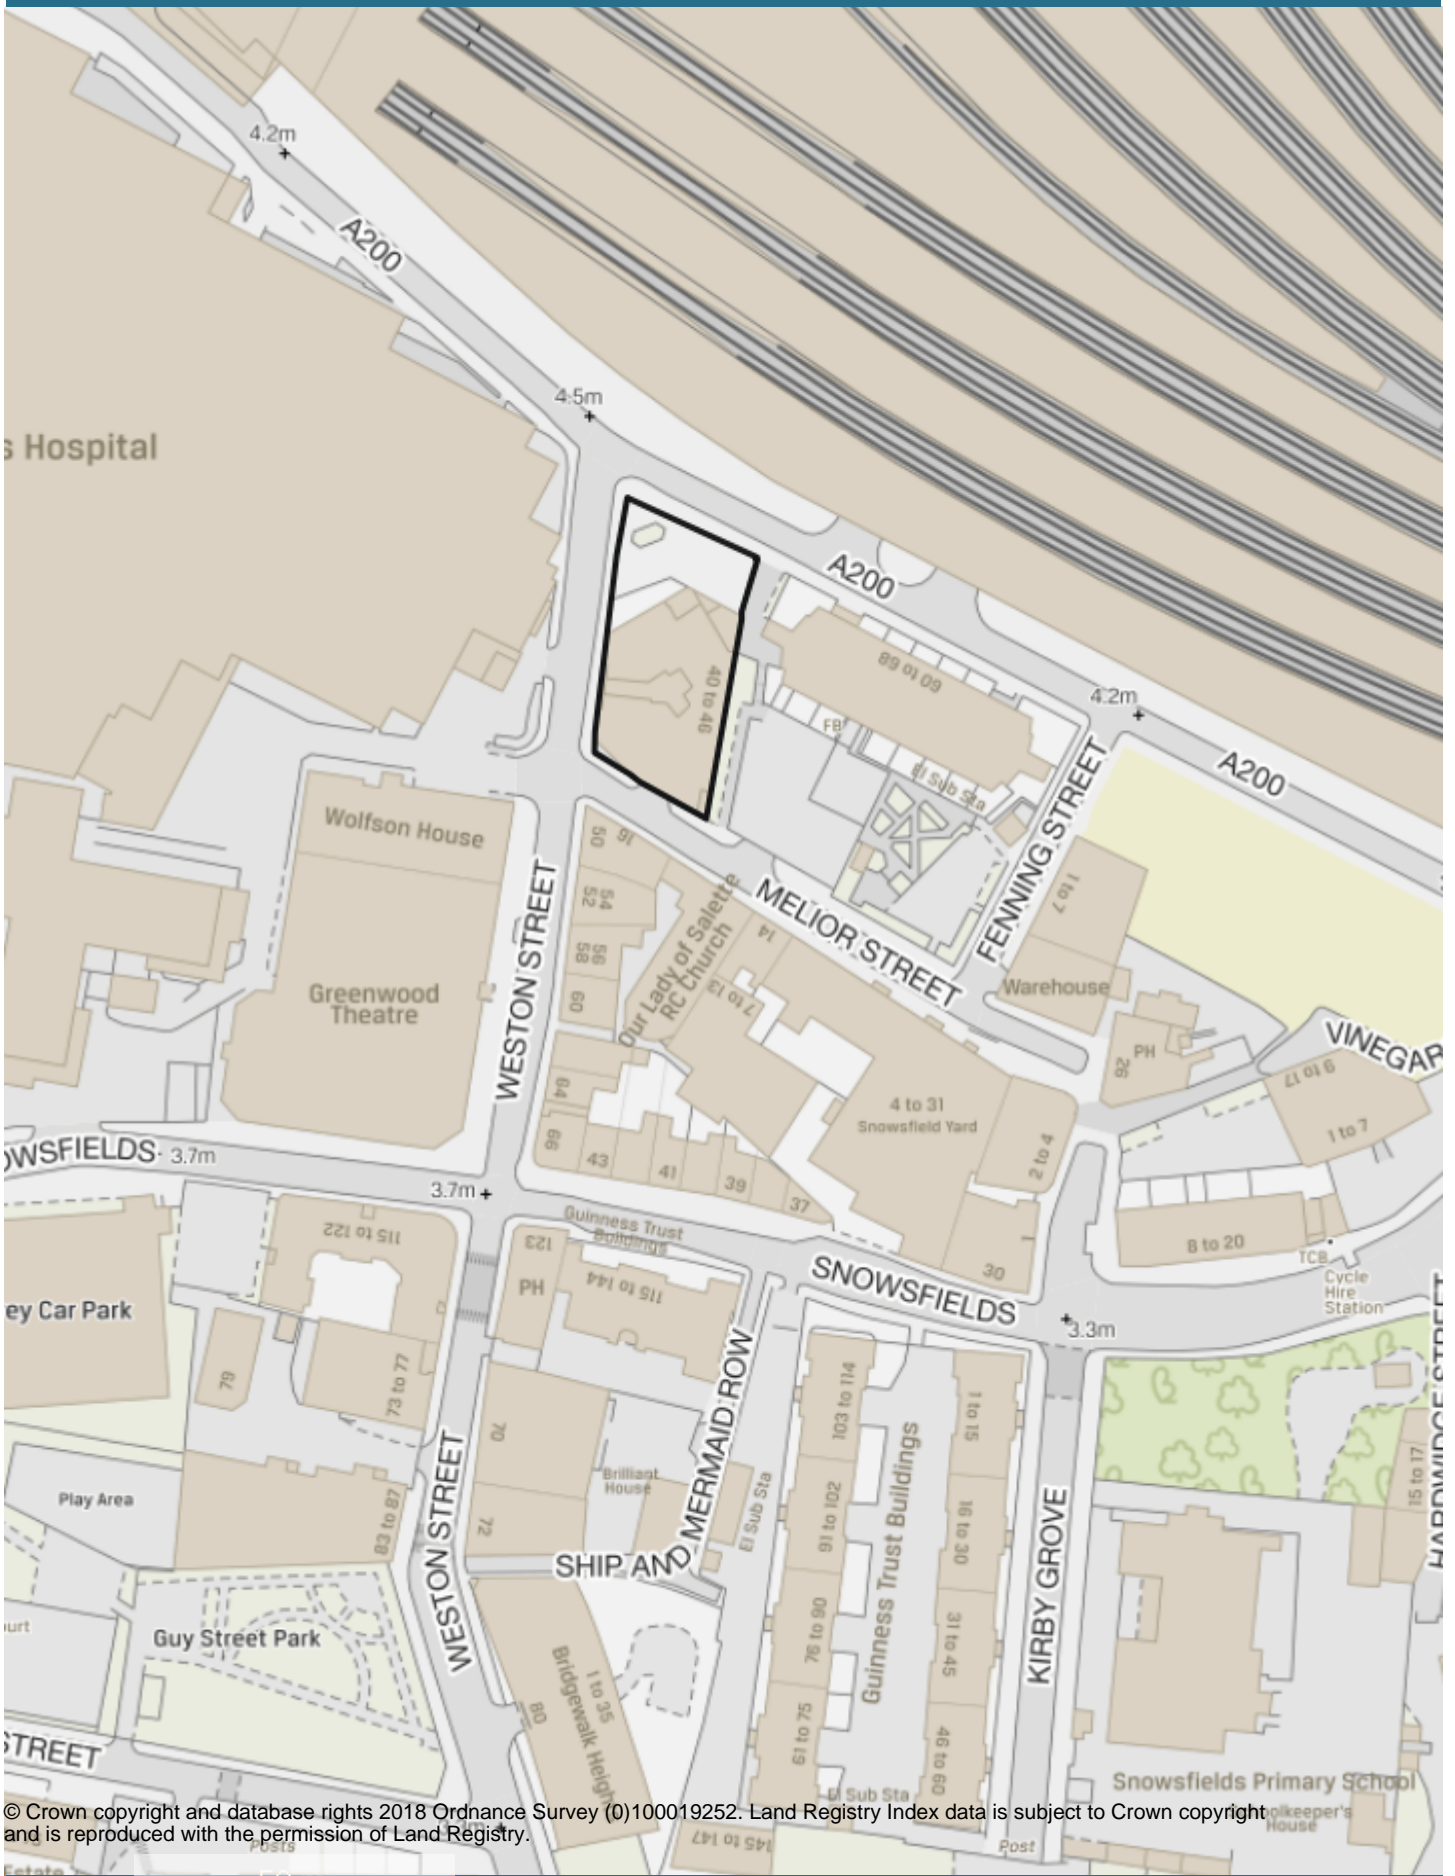 4.2m
A200
4.5m
s Hospital
A200
40 to 46
60 to 68
4.2m
FB
El Sub Sta
A200
FENNING STREET
Wolfson House
50
16
52
54
MELIOR STREET
1 to 7
WESTON STREET
Our Lady of Salette
RC Church
14
58
56
7 to 13
Greenwood
Theatre
60
Warehouse
VINEGAR
PH
26
9 to 17
64
4 to 31
Snowsfield Yard
1 to 7
2 to 4
66
43
41
39
37
OWSFIELDS
3.7m
3.7m
115 to 122
Guinness Trust
Buildings
123
PH
115 to 144
30
1
8 to 20
TCB
Cycle
Hire
Station
SNOWSFIELDS
3.3m
ey Car Park
79
73 to 77
103 to 114
1 to 15
HARDWIDGE STREET
70
Brilliant
House
Play Area
83 to 87
72
El Sub Sta
91 to 102
16 to 30
15 to 17
WESTON STREET
SHIP AND MERMAID ROW
Guinness Trust Buildings
KIRBY GROVE
ourt
Guy Street Park
76 to 90
31 to 45
1 to 35
Bridgewalk Heights
80
61 to 75
46 to 60
STREET
El Sub Sta
Snowsfields Primary School
© Crown copyright and database rights 2018 Ordnance Survey (0)100019252. Land Registry Index data is subject to Crown copyright
and is reproduced with the permission of Land Registry.
oolkeeper's
House
Posts
145 to 147
Post
Estate